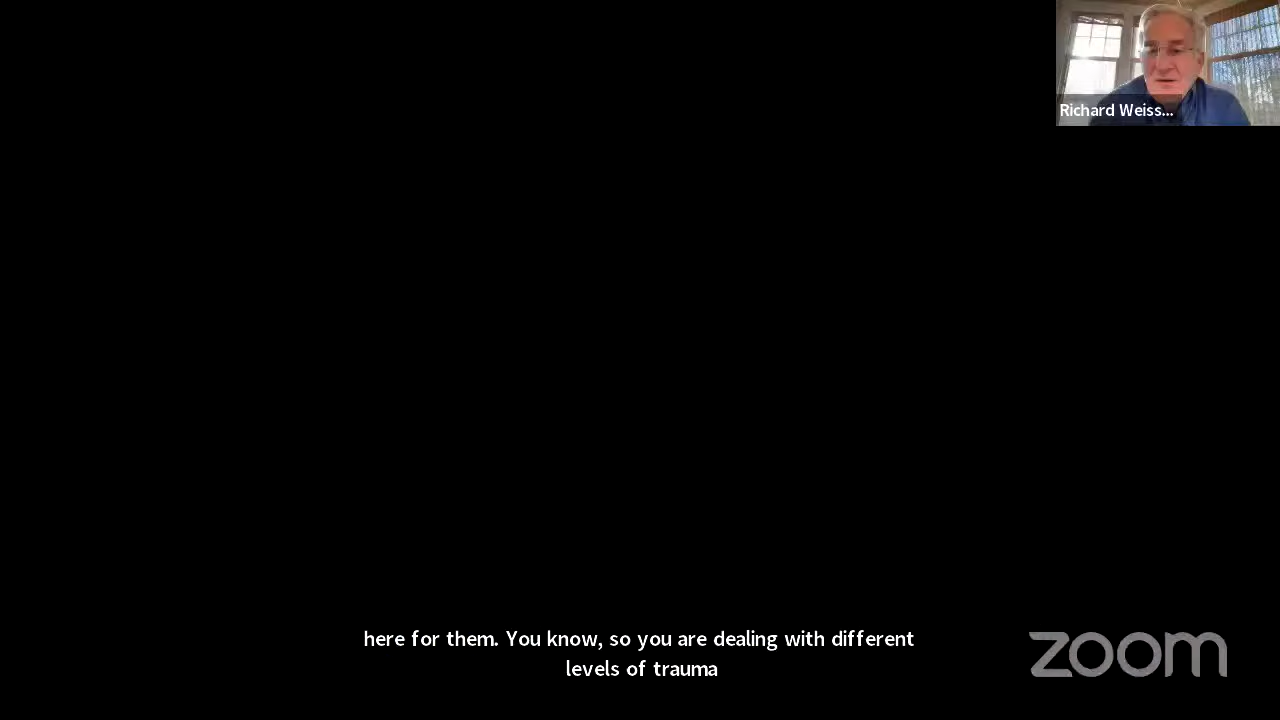 Richard Weiss...
here for them. You know, so you are dealing with different
levels of trauma
zoom